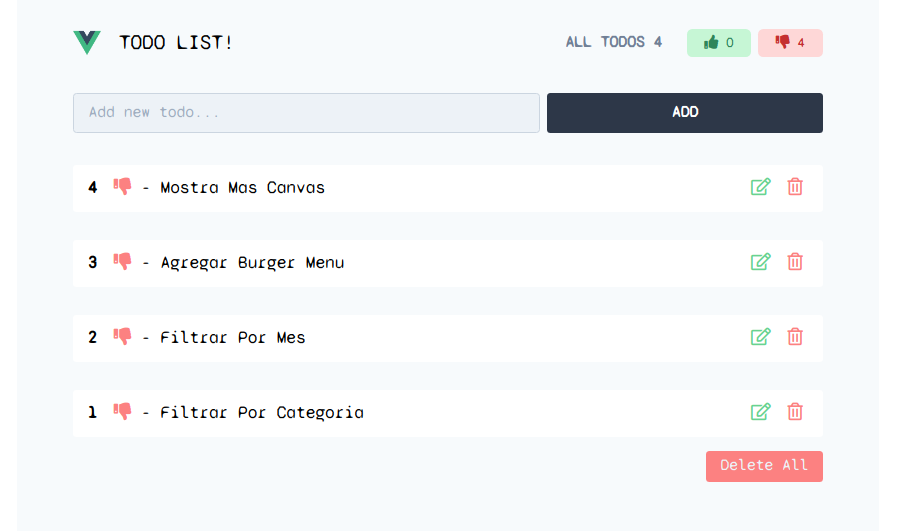 TODO LIST! ALL TODOS 4 0 4
Add new todo... ADD
4 - Mostra Mas Canvas
3 - Agregar Burger Menu
2 - Filtrar Por Mes
1 - Filtrar Por Categoria
Delete All